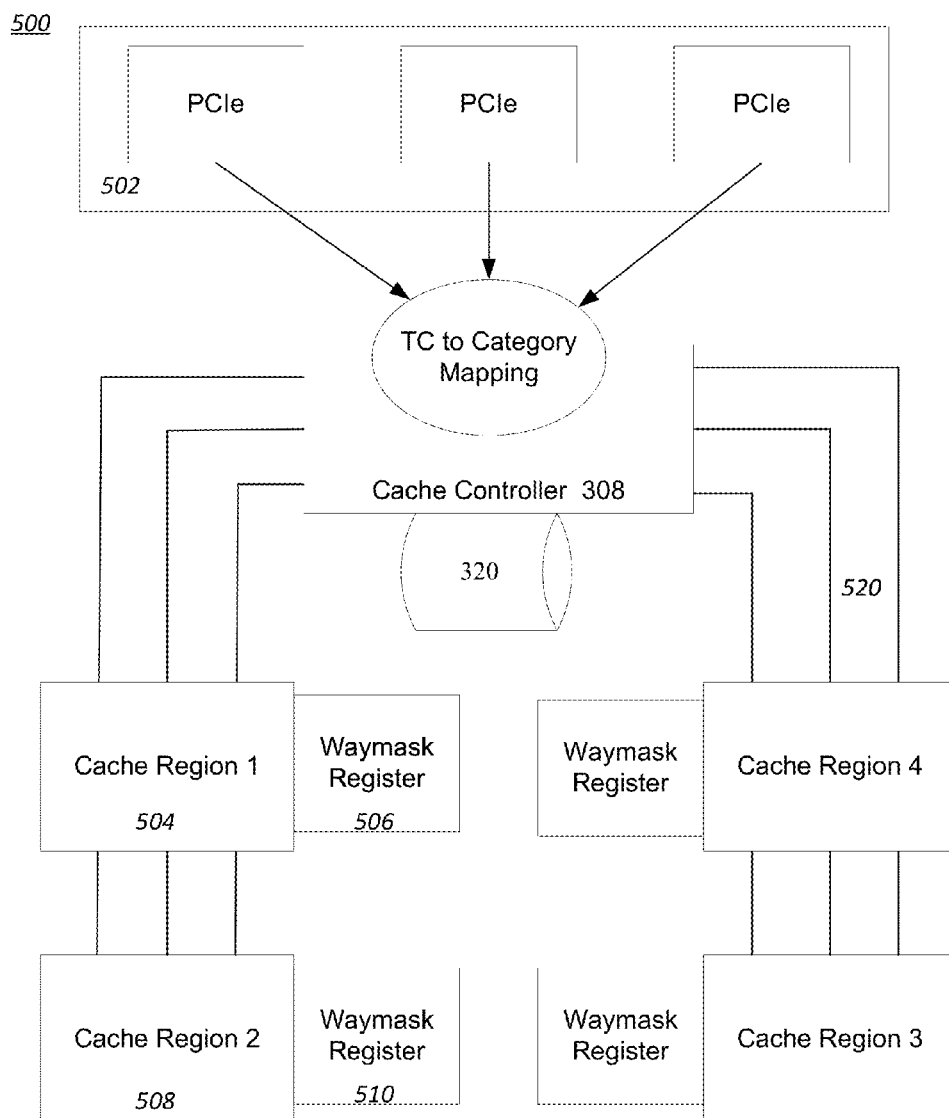 500
PCIe
PCIe
PCIe
502
TC to Category
Mapping
Cache Controller 308
320
520
Cache Region 1
504
Waymask
Register
506
Waymask
Register
Cache Region 4
Cache Region 2
508
Waymask
Register
510
Waymask
Register
Cache Region 3